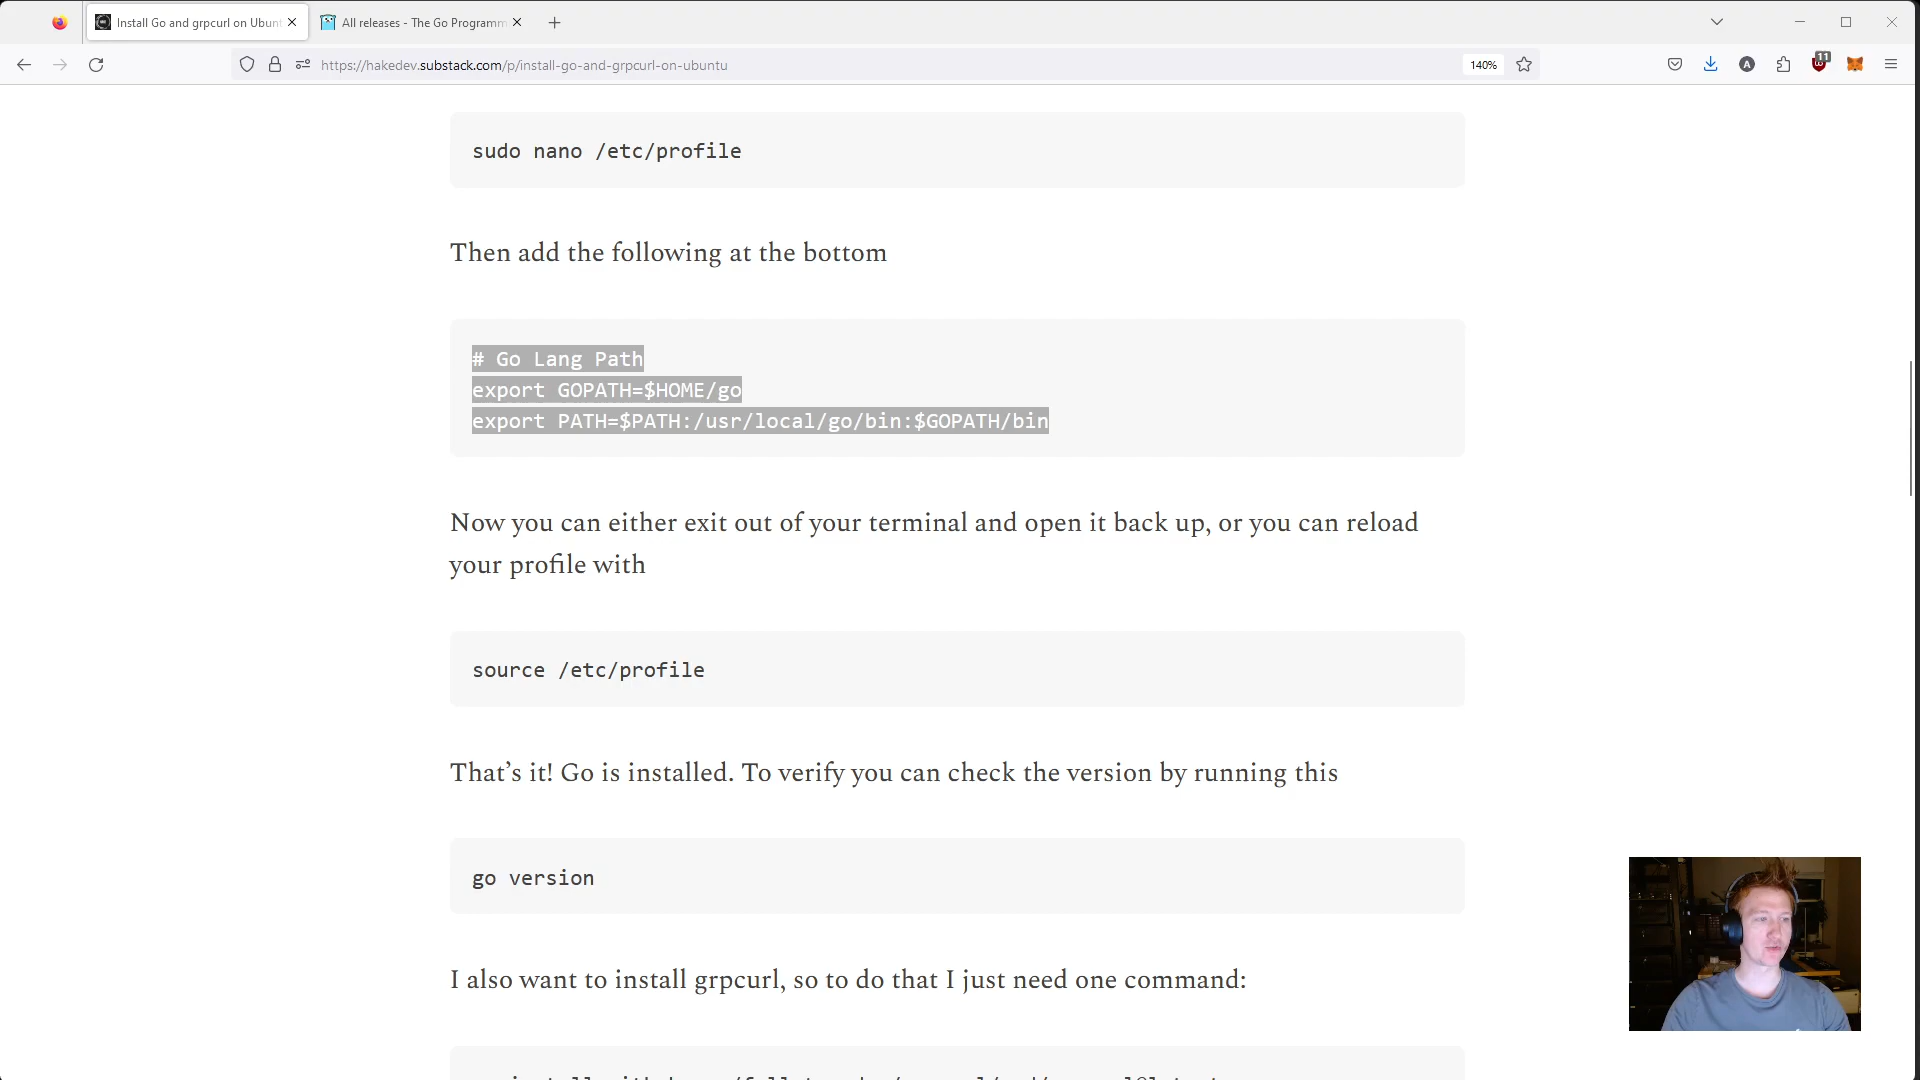 Install Go and grpcurl on Ubun
All releases - The Go Programm
https://hakedev.substack.com/p/install-go-and-grpcurl-on-ubuntu
140%
A
11
sudo nano /etc/profile
Then add the following at the bottom
# Go Lang Path
export GOPATH=$HOME/go
export PATH=$PATH:/usr/local/go/bin:$GOPATH/bin
Now you can either exit out of your terminal and open it back up, or you can reload
your profile with
source /etc/profile
That’s it! Go is installed. To verify you can check the version by running this
go version
I also want to install grpcurl, so to do that I just need one command: